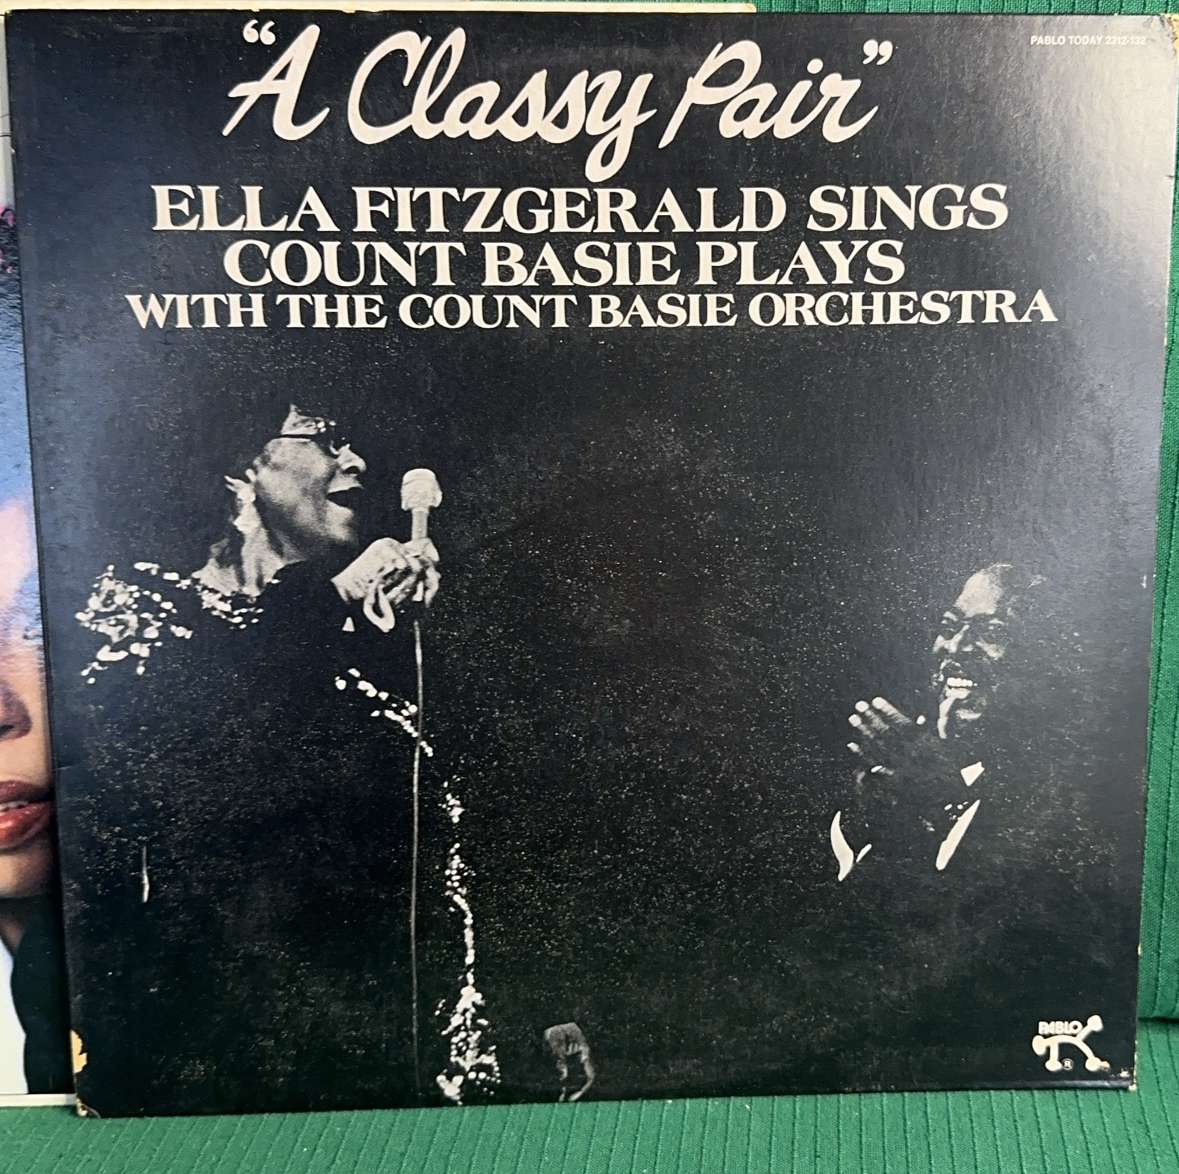 PABLO TODAY 2312-132
“A Classy Pair”
ELLA FITZGERALD SINGS
COUNT BASIE PLAYS
WITH THE COUNT BASIE ORCHESTRA
PABLO
®